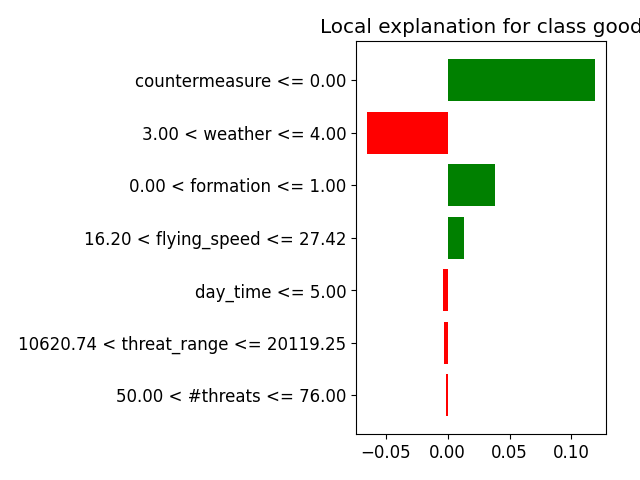 Local explanation for class good
countermeasure <= 0.00
3.00 < weather <= 4.00
0.00 < formation <= 1.00
16.20 < flying_speed <= 27.42
day_time <= 5.00
10620.74 < threat_range <= 20119.25
50.00 < #threats <= 76.00
−0.05 0.00 0.05 0.10